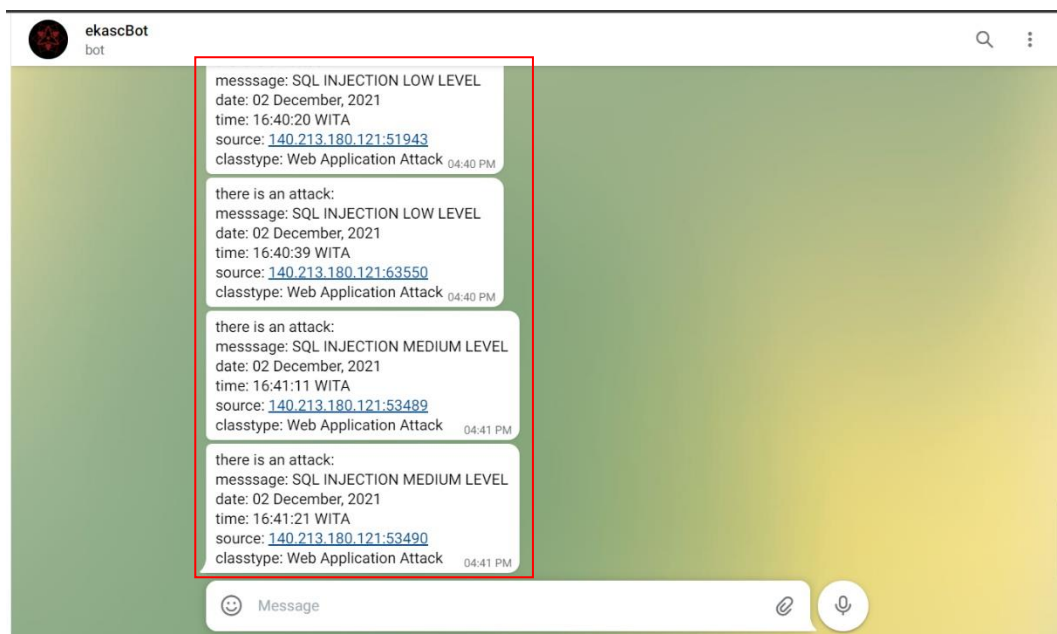 ekascBot
bot
messsage: SQL INJECTION LOW LEVEL
date: 02 December, 2021
time: 16:40:20 WITA
source: 140.213.180.121:51943
classtype: Web Application Attack 04:40 PM
there is an attack:
messsage: SQL INJECTION LOW LEVEL
date: 02 December, 2021
time: 16:40:39 WITA
source: 140.213.180.121:63550
classtype: Web Application Attack 04:40 PM
there is an attack:
messsage: SQL INJECTION MEDIUM LEVEL
date: 02 December, 2021
time: 16:41:11 WITA
source: 140.213.180.121:53489
classtype: Web Application Attack 04:41 PM
there is an attack:
messsage: SQL INJECTION MEDIUM LEVEL
date: 02 December, 2021
time: 16:41:21 WITA
source: 140.213.180.121:53490
classtype: Web Application Attack 04:41 PM
Message